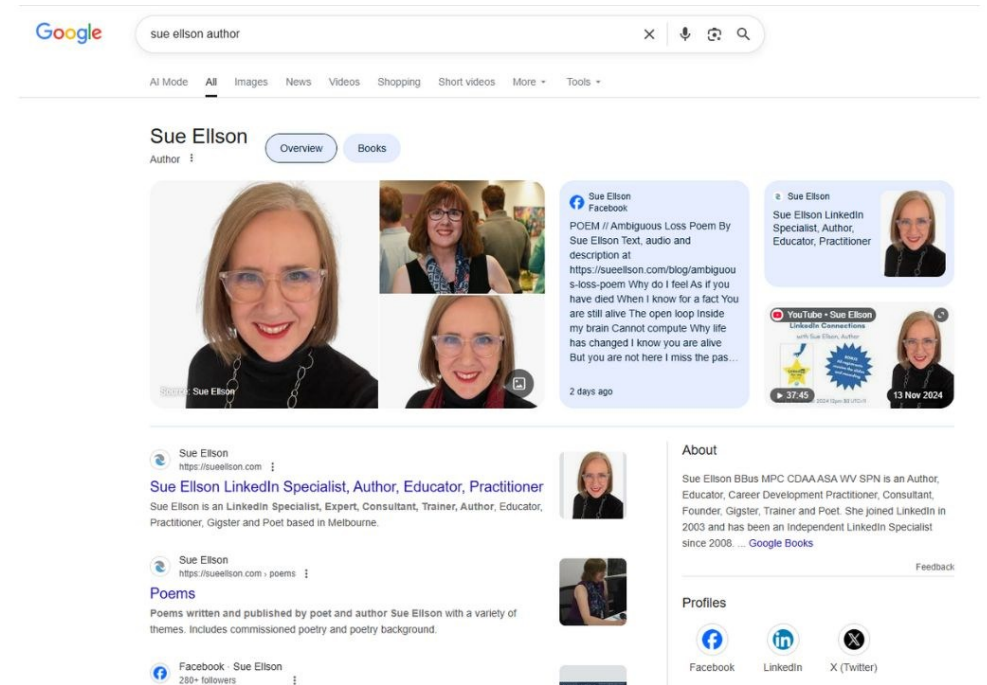 Google
sue ellson author
AI Mode All Images News Videos Shopping Short videos More Tools
Sue Ellson
Author
Overview
Books
Source: Sue Ellson
Sue Ellson
Facebook
POEM // Ambiguous Loss Poem By
Sue Ellson Text, audio and
description at
https://sueellson.com/blog/ambiguou
s-loss-poem Why do I feel As if you
have died When I know for a fact You
are still alive The open loop Inside
my brain Cannot compute Why life
has changed I know you are alive
But you are not here I miss the pas...
2 days ago
Sue Ellson
Sue Ellson LinkedIn
Specialist, Author,
Educator, Practitioner
YouTube • Sue Ellson
LinkedIn Connections
with Sue Ellson, Author
BONUS
37:45
13 Nov 2024
Sue Ellson
https://sueellson.com
Sue Ellson LinkedIn Specialist, Author, Educator, Practitioner
Sue Ellson is an LinkedIn Specialist, Expert, Consultant, Trainer, Author, Educator,
Practitioner, Gigster and Poet based in Melbourne.
Sue Ellson
https://sueellson.com › poems
Poems
Poems written and published by poet and author Sue Ellson with a variety of
themes. Includes commissioned poetry and poetry background.
Facebook · Sue Ellson
280+ followers
About
Sue Ellson BBus MPC CDAA ASA WV SPN is an Author,
Educator, Career Development Practitioner, Consultant,
Founder, Gigster, Trainer and Poet. She joined LinkedIn in
2003 and has been an Independent LinkedIn Specialist
since 2008. ... Google Books
Feedback
Profiles
Facebook
LinkedIn
X (Twitter)